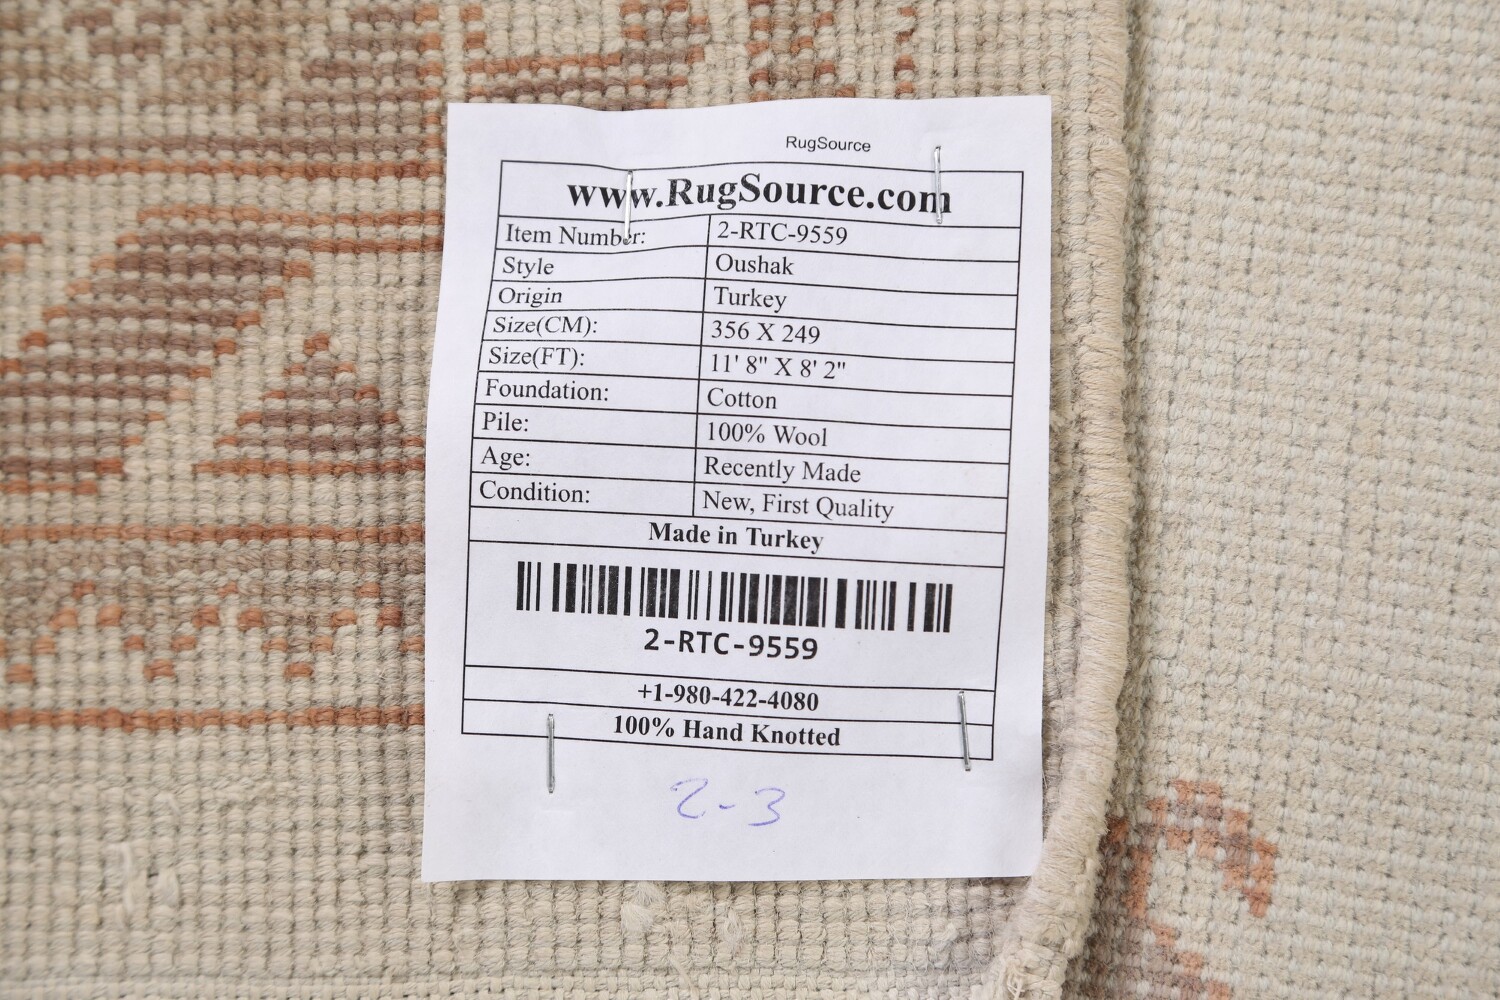 RugSource
www.RugSource.com
Item Number: 2-RTC-9559
Style Oushak
Origin Turkey
Size(CM): 356 X 249
Size(FT): 11' 8" X 8' 2"
Foundation: Cotton
Pile: 100% Wool
Age: Recently Made
Condition: New, First Quality
Made in Turkey
2-RTC-9559
+1-980-422-4080
100% Hand Knotted
2-3